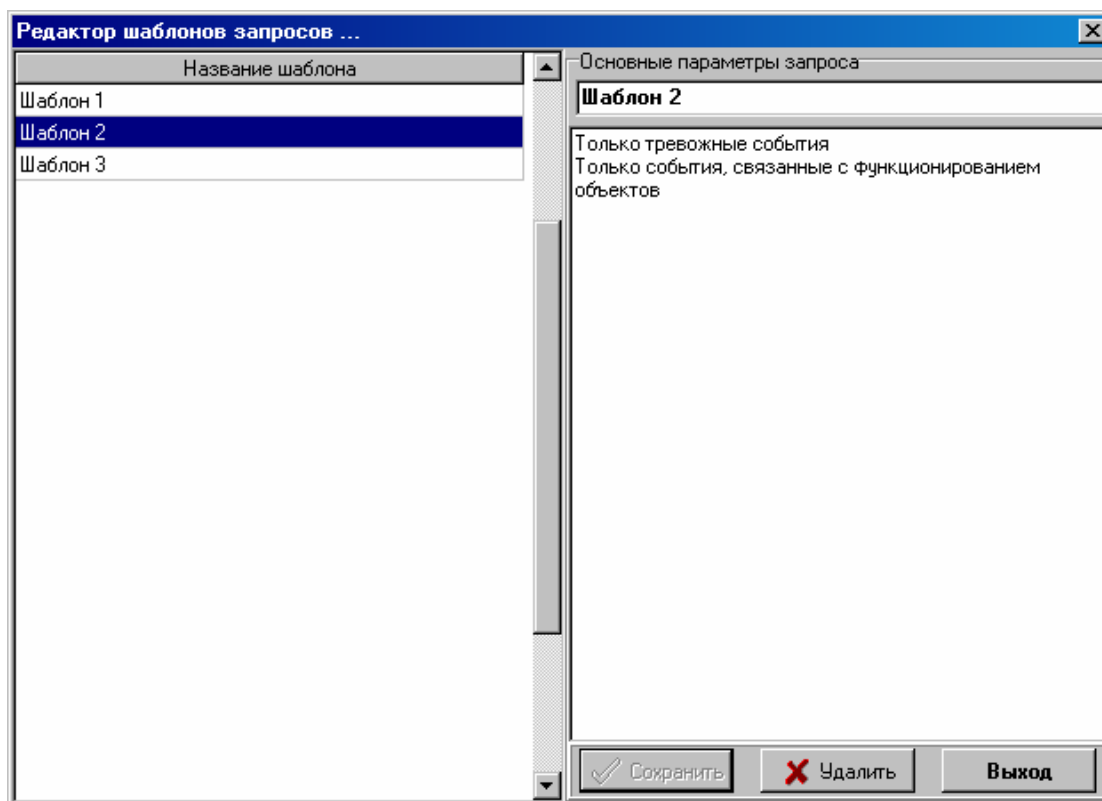 Редактор шаблонов запросов ...
Название шаблона
Шаблон 1
Шаблон 2
Шаблон 3
Основные параметры запроса
Шаблон 2
Только тревожные события
Только события, связанные с функционированием
объектов
Сохранить
Удалить
Выход